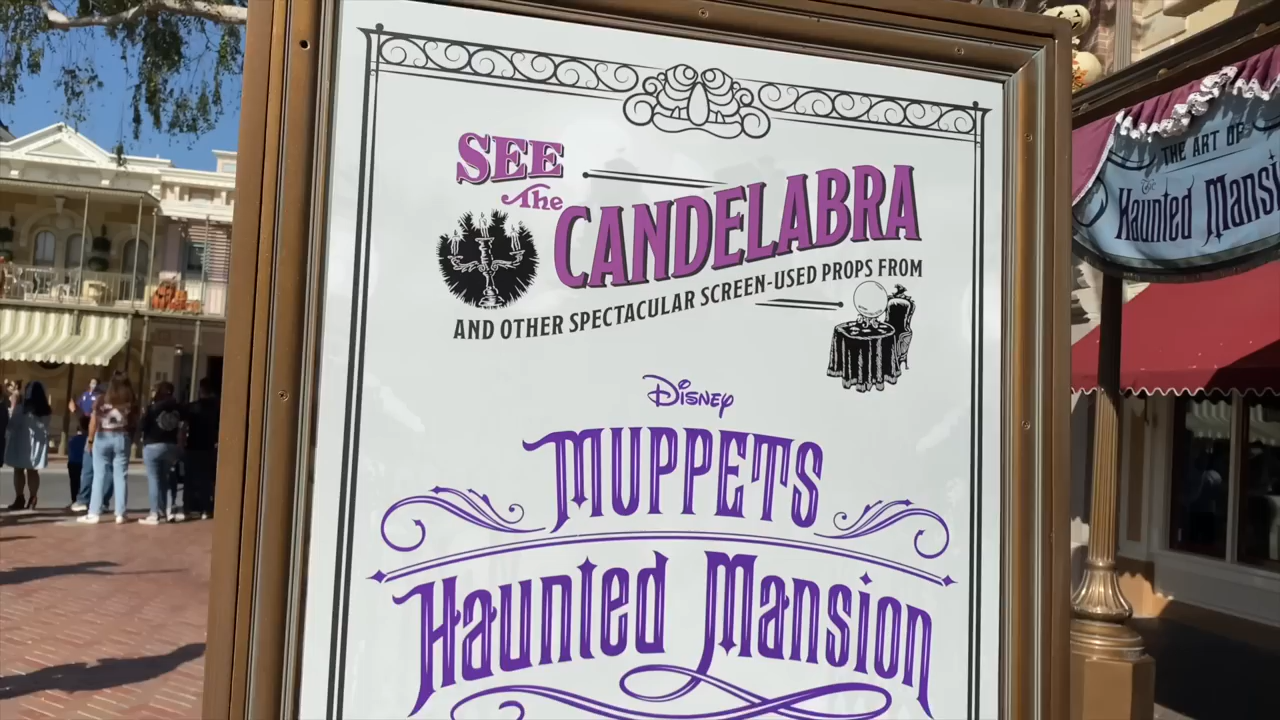 SEE
The
CANDELABRA
AND OTHER SPECTACULAR SCREEN-USED PROPS FROM
Disney
MUPPETS
Haunted Mansion
THE ART OF
The
Haunted Mansi